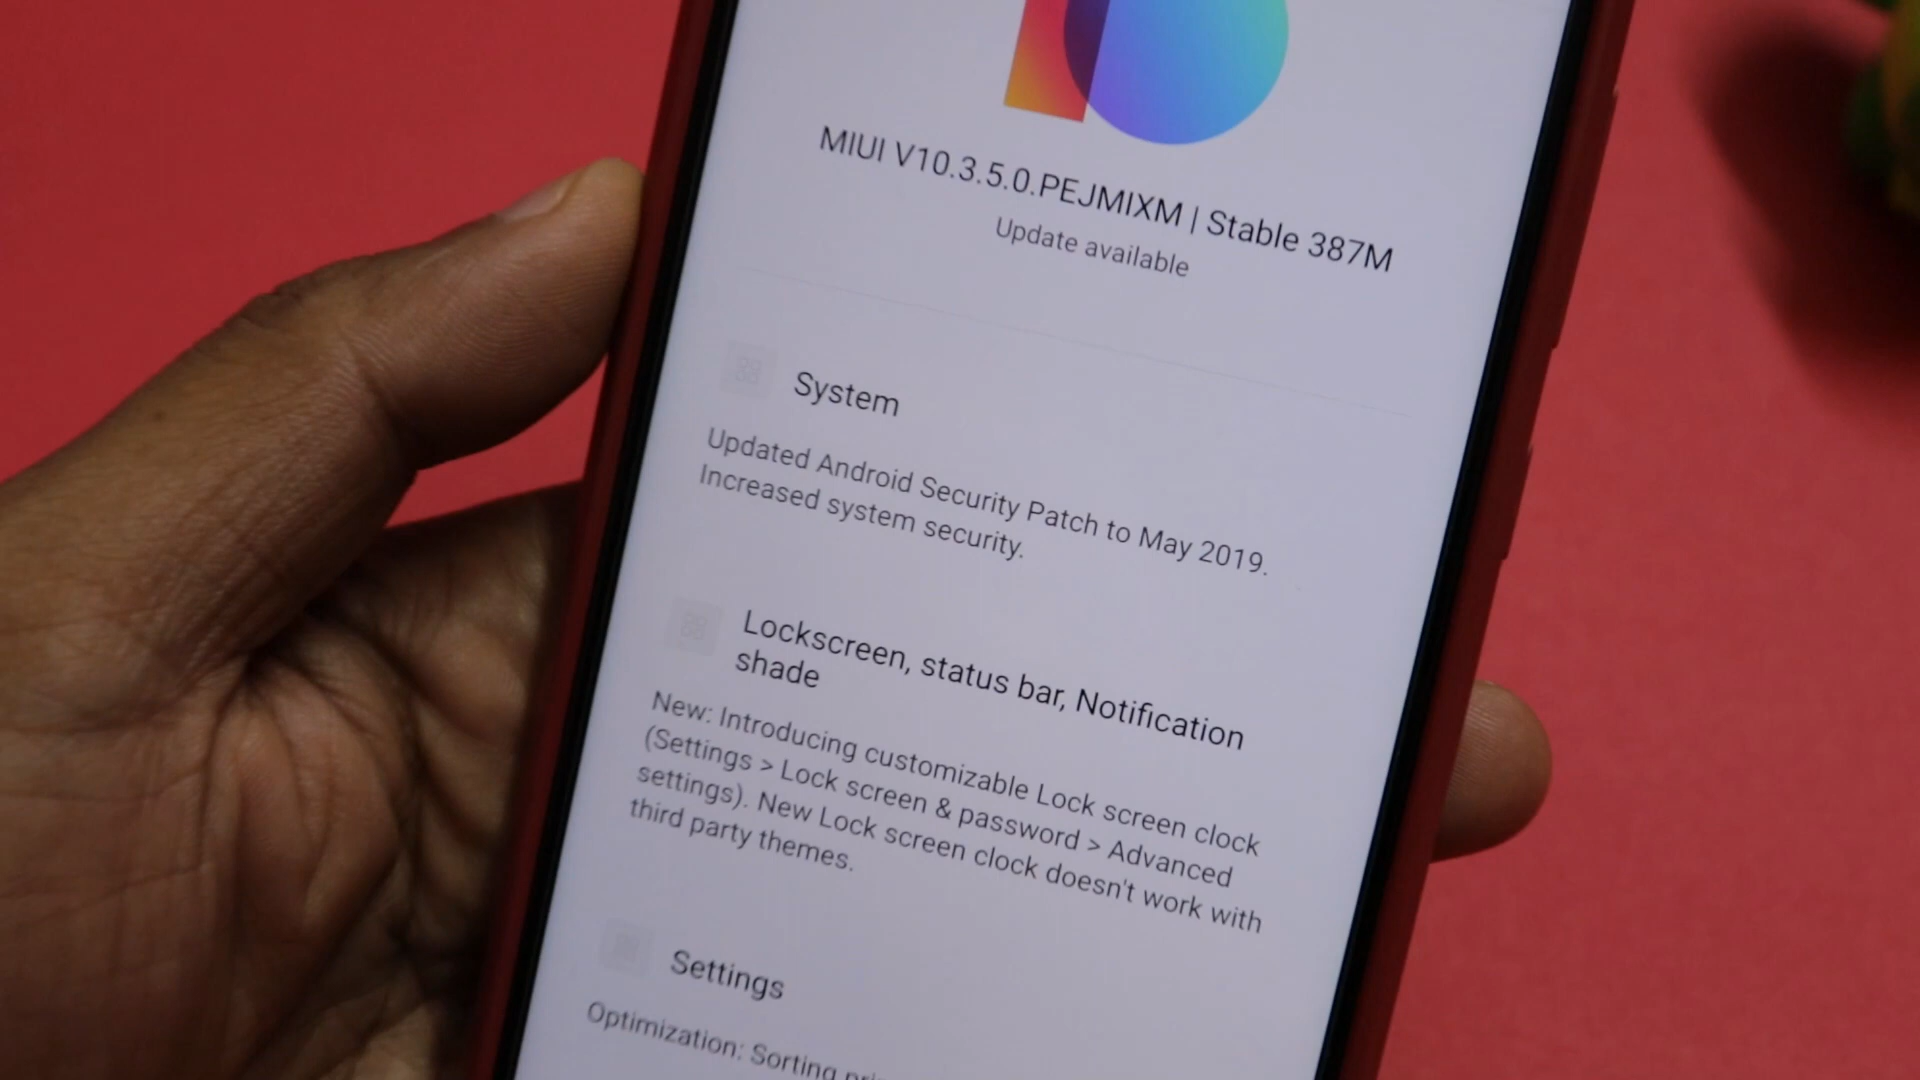 MIUI V10.3.5.0.PEJMIXM | Stable 387M
Update available
System
Updated Android Security Patch to May 2019.
Increased system security.
Lockscreen, status bar, Notification
shade
New: Introducing customizable Lock screen clock
(Settings > Lock screen & password > Advanced
settings). New Lock screen clock doesn't work with
third party themes.
Settings
Optimization: Sorting